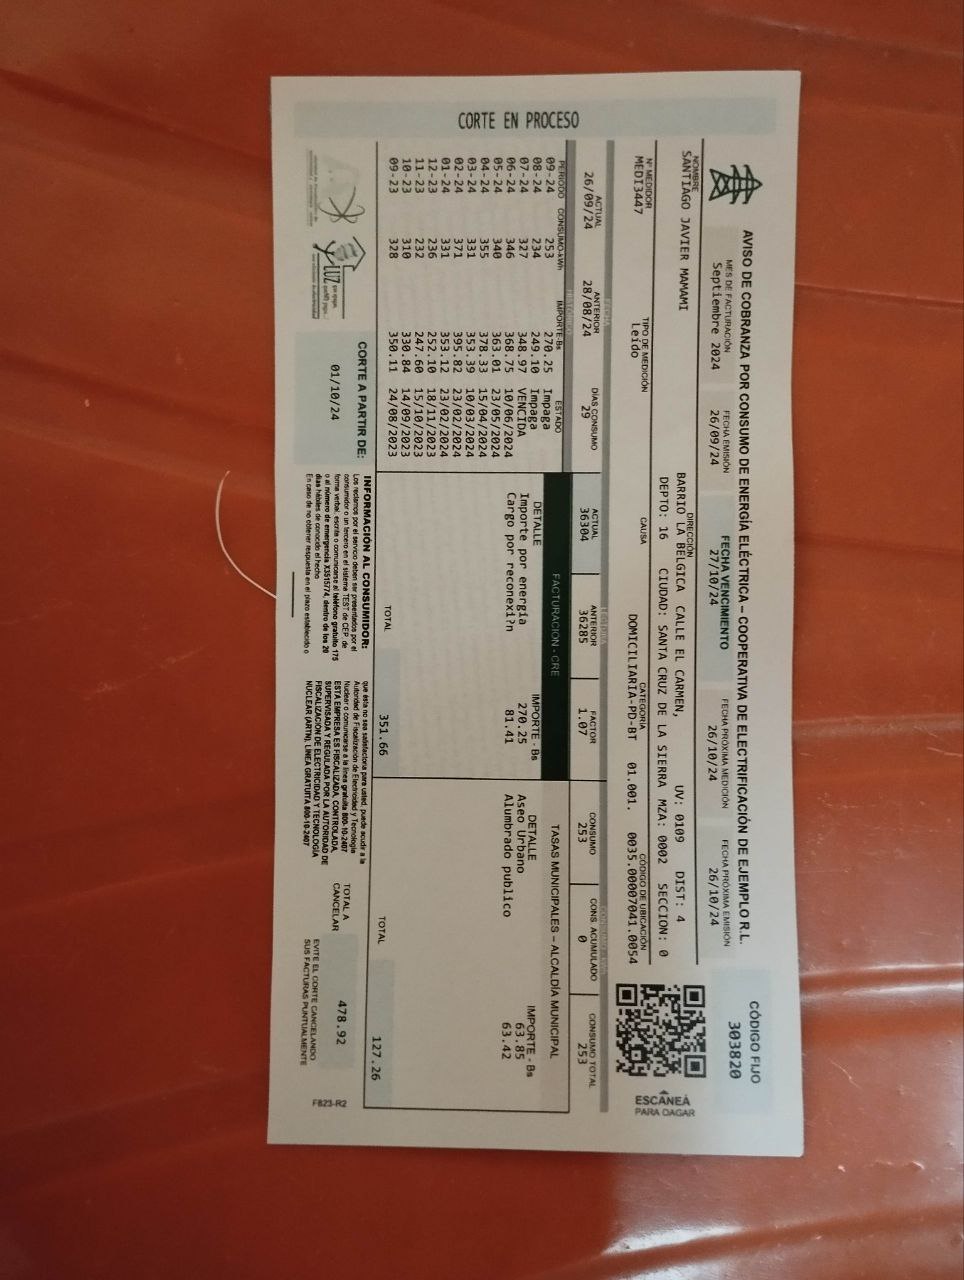 CORTE EN PROCESO
AVISO DE COBRANZA POR CONSUMO DE ENERGÍA ELÉCTRICA – COOPERATIVA DE ELECTRIFICACIÓN DE EJEMPLO R.L.
CÓDIGO FIJO
303820
MES DE FACTURACIÓN
Septiembre 2024
FECHA EMISIÓN
26/09/24
FECHA VENCIMIENTO
27/10/24
FECHA PRÓXIMA MEDICIÓN
26/10/24
FECHA PRÓXIMA EMISIÓN
26/10/24
NOMBRE
SANTIAGO JAVIER MAMAMI
DIRECCIÓN
BARRIO LA BELGICA CALLE EL CARMEN, UV: 0109 DIST: 4
DEPTO: 16 CIUDAD: SANTA CRUZ DE LA SIERRA MZA: 0002 SECCION: 0
Nº MEDIDOR
MEDI3447
TIPO DE MEDICIÓN
Leído
CAUSA
CATEGORIA
DOMICILIARIA-PD-BT 01.001.
CÓDIGO DE UBICACIÓN
0035.00007041.0054
ESCANEÁ
PARA OAGAR
FECHA
LECTURA
ACTUAL
26/09/24
ANTERIOR
28/08/24
DIAS CONSUMO
29
ACTUAL
36304
ANTERIOR
36285
FACTOR
1.07
CONSUMO
253
CONS ACUMULADO
0
CONSUMO TOTAL
253
PERIODO CONSUMO-kWh IMPORTE-Bs ESTADO
09-24 253 270.25 Impaga
08-24 234 249.10 Impaga
07-24 327 348.97 VENCIDA
06-24 346 368.75 10/06/2024
05-24 340 363.01 23/05/2024
04-24 355 378.33 15/04/2024
03-24 331 353.39 10/03/2024
02-24 371 395.82 23/02/2024
01-24 331 353.12 23/02/2024
12-23 236 252.10 18/11/2023
11-23 232 247.60 15/10/2023
10-23 310 330.84 14/09/2023
09-23 328 350.11 24/08/2023
FACTURACION - CRE
DETALLE IMPORTE - Bs
Importe por energía 270.25
Cargo por reconexi?n 81.41
TOTAL 351.66
TASAS MUNICIPALES – ALCALDÍA MUNICIPAL
DETALLE IMPORTE - Bs
Aseo Urbano 63.85
Alumbrado publico 63.42
TOTAL 127.26
LUZ
CORTE A PARTIR DE:
01/10/24
INFORMACIÓN AL CONSUMIDOR:
Los reclamos por el servicio deben ser presentados por el
consumidor o un tercero en el sistema TEST de CEP, de
forma verbal, escrita o comunicarse al teléfono gratuito 175
o al número de emergencia X3515774, dentro de los 20
días hábiles de conocido el hecho
En caso de no obtener respuesta en el plazo establecido o
que ésta no sea satisfactoria para usted, puede acudir a la
Autoridad de Fiscalización de Electricidad y Tecnología
Nuclear o comunicarse a la línea gratuita 800-10-2407
ESTA EMPRESA ES FISCALIZADA, CONTROLADA,
SUPERVISADA Y REGULADA POR LA AUTORIDAD DE
FISCALIZACIÓN DE ELECTRICIDAD Y TECNOLOGÍA
NUCLEAR (ARTN). LINEA GRATUITA 800-10-2407
TOTAL A
CANCELAR
478.92
EVITE EL CORTE CANCELANDO
SUS FACTURAS PUNTUALMENTE
F823-R2